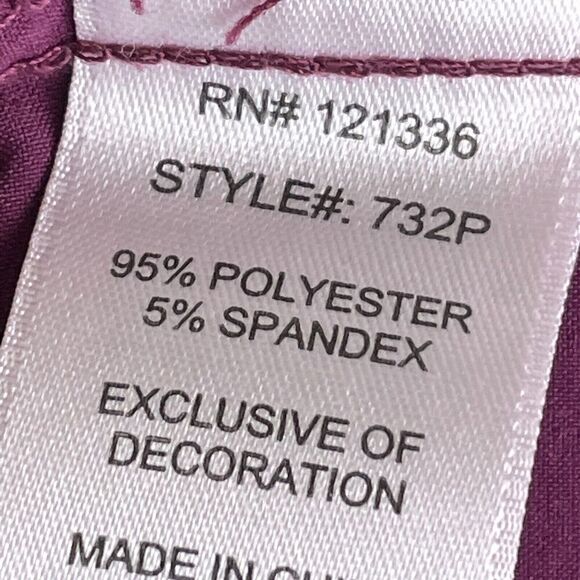 RN# 121336
STYLE#: 732P
95% POLYESTER
5% SPANDEX
EXCLUSIVE OF
DECORATION
MADE IN